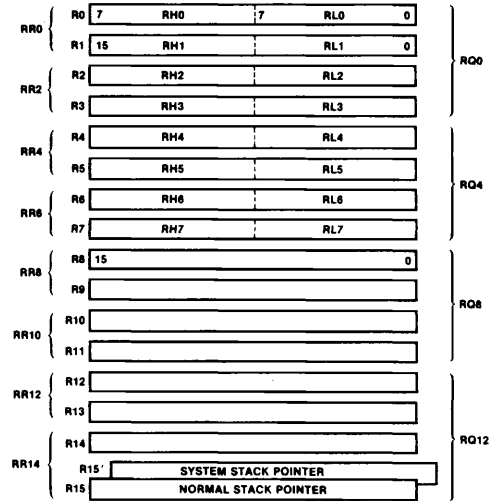 RR0 R0 7 RH0 7 RL0 0
R1 15 RH1 RL1 0
RQ0
RR2 R2 RH2 RL2
R3 RH3 RL3
RR4 R4 RH4 RL4
R5 RH5 RL5
RQ4
RR6 R6 RH6 RL6
R7 RH7 RL7
RR8 R8 15 0
R9
RQ8
RR10 R10
R11
RR12 R12
R13
RQ12
RR14 R14
R15' SYSTEM STACK POINTER
R15 NORMAL STACK POINTER